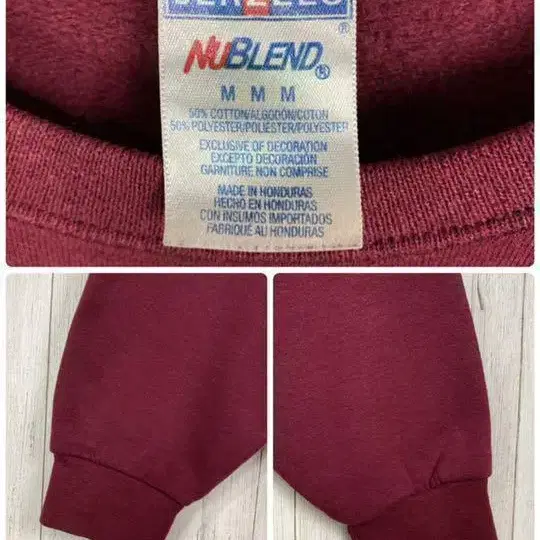 JERZEES®
NUBLEND®
M M M
50% COTTON/ALGODÓN/COTON
50% POLYESTER/POLIÉSTER/POLYESTER
EXCLUSIVE OF DECORATION
EXCEPTO DECORACIÓN
GARNITURE NON COMPRISE
MADE IN HONDURAS
HECHO EN HONDURAS
CON INSUMOS IMPORTADOS
FABRIQUÉ AU HONDURAS